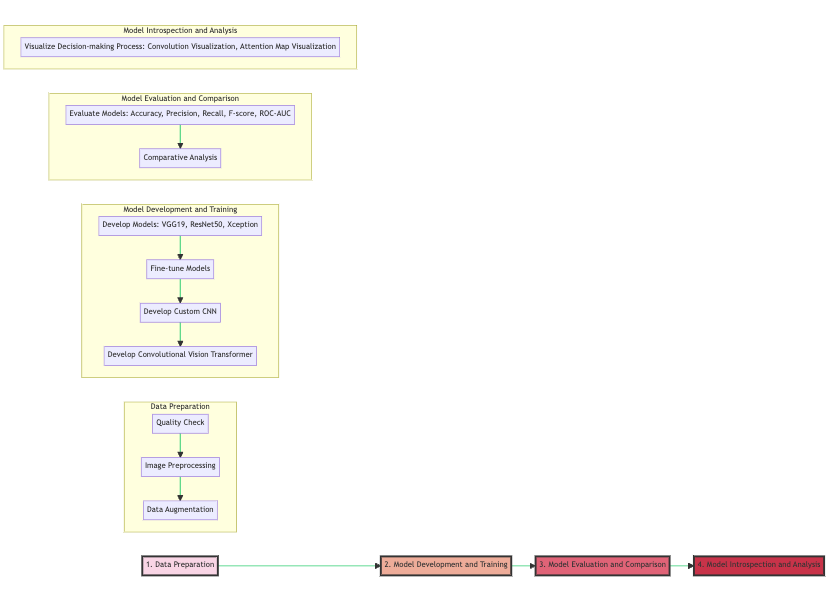 Model Introspection and Analysis
Visualize Decision-making Process: Convolution Visualization, Attention Map Visualization
Model Evaluation and Comparison
Evaluate Models: Accuracy, Precision, Recall, F-score, ROC-AUC
Comparative Analysis
Model Development and Training
Develop Models: VGG19, ResNet50, Xception
Fine-tune Models
Develop Custom CNN
Develop Convolutional Vision Transformer
Data Preparation
Quality Check
Image Preprocessing
Data Augmentation
1. Data Preparation
2. Model Development and Training
3. Model Evaluation and Comparison
4. Model Introspection and Analysis